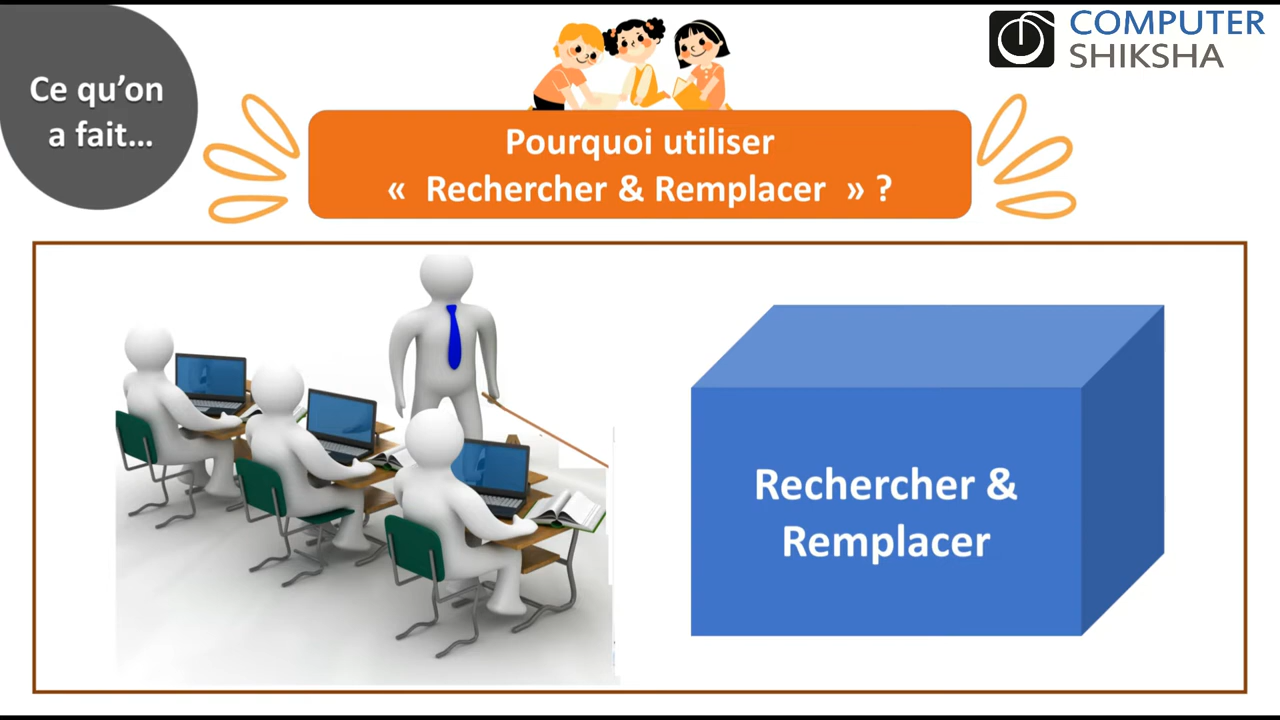 Ce qu’on
a fait...
COMPUTER
SHIKSHA
Pourquoi utiliser
« Rechercher & Remplacer » ?
Rechercher &
Remplacer